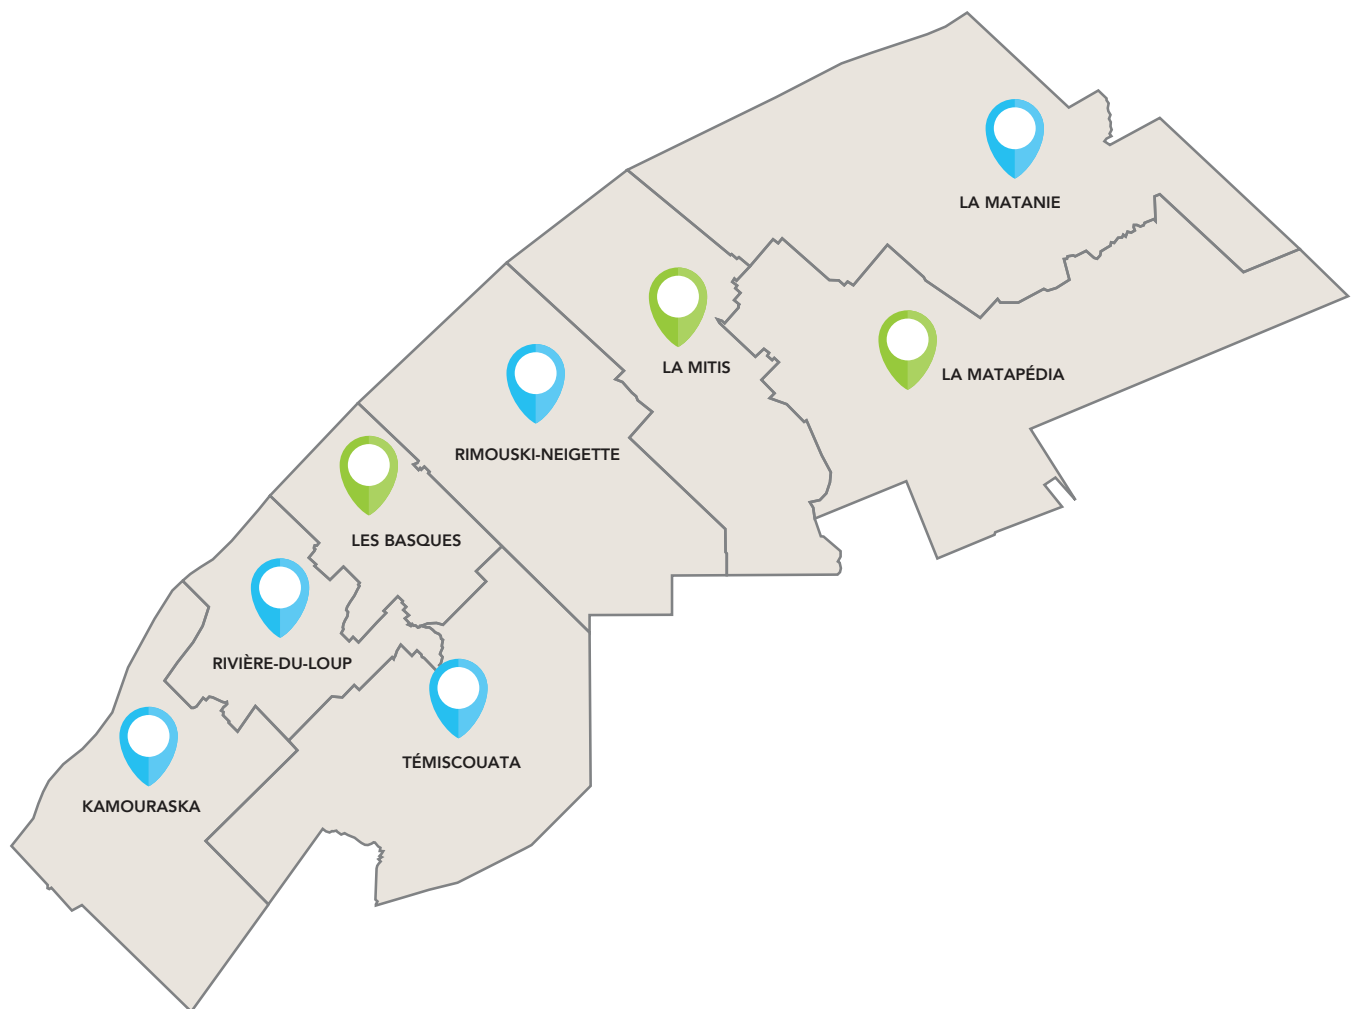 LA MATANIE
LA MITIS
LA MATAPÉDIA
RIMOUSKI-NEIGETTE
LES BASQUES
RIVIÈRE-DU-LOUP
TÉMISCOUATA
KAMOURASKA